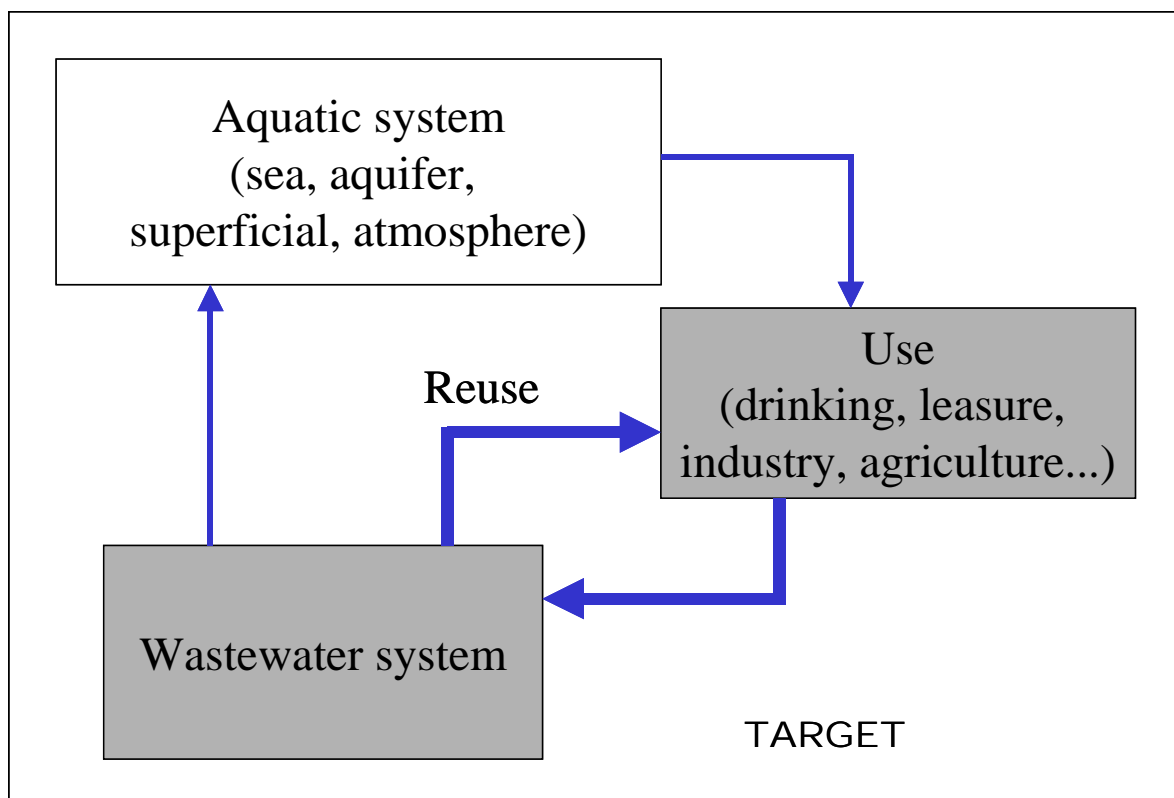 Aquatic system
(sea, aquifer,
superficial, atmosphere)
Use
(drinking, leasure,
industry, agriculture...)
Reuse
Wastewater system
TARGET